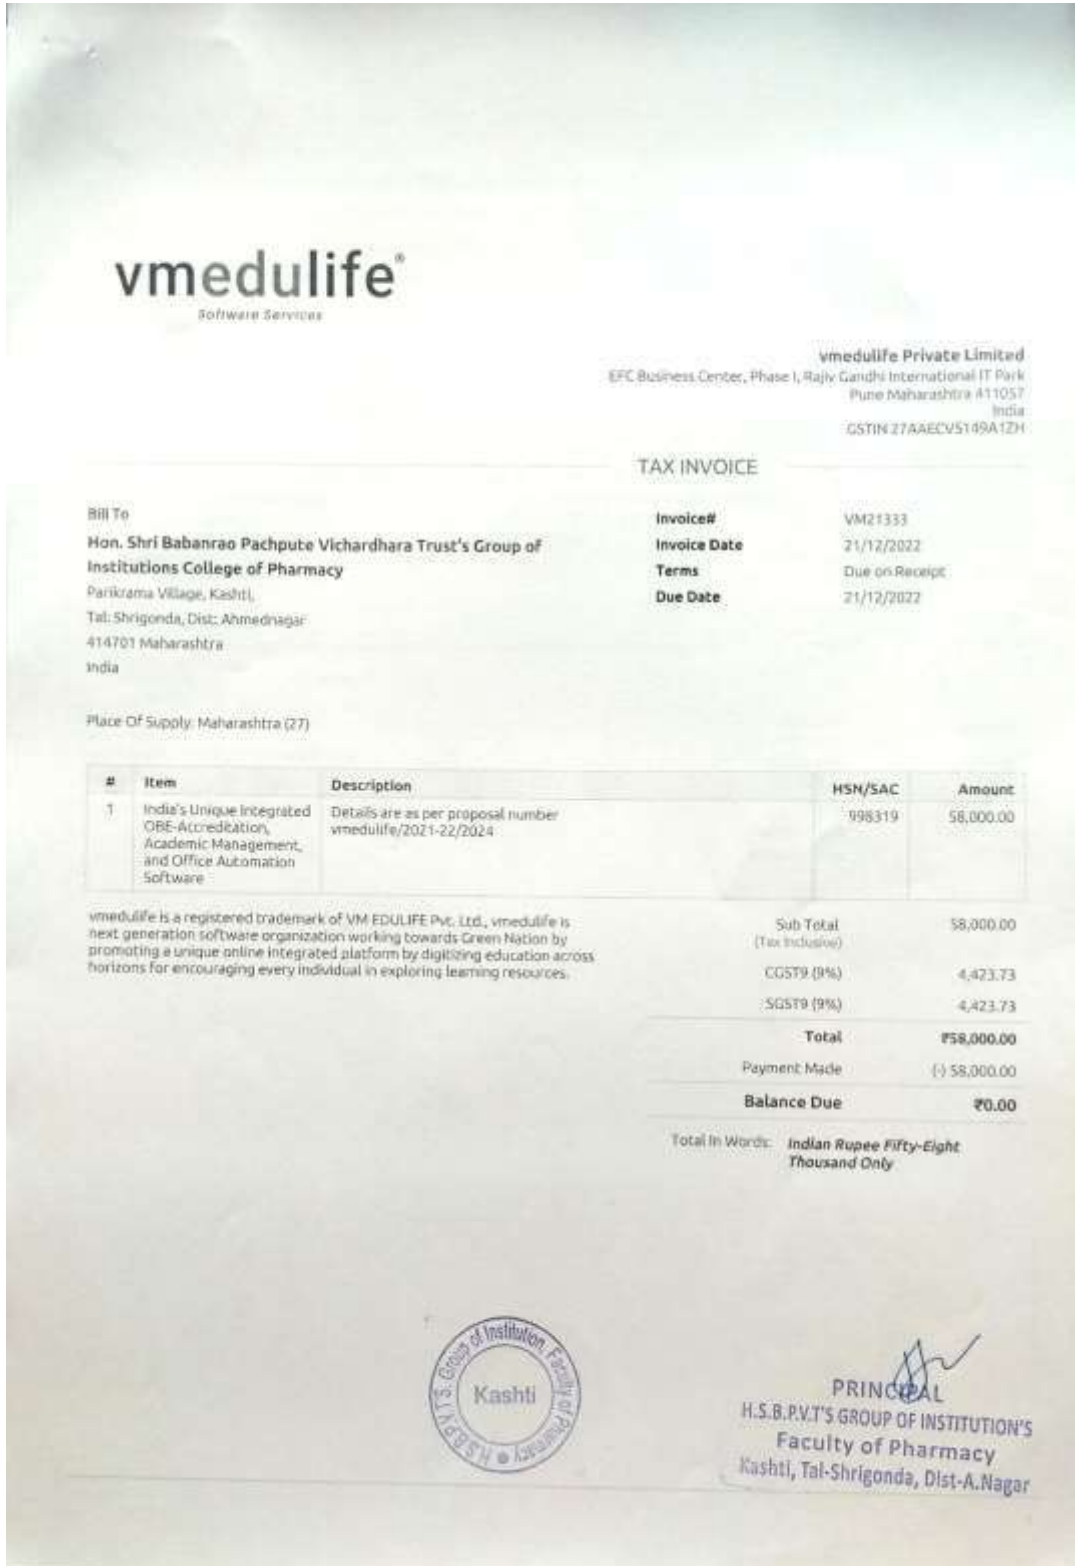 vmedulife®
Software Services
vmedulife Private Limited
EFC Business Center, Phase I, Rajiv Gandhi International IT Park
Pune Maharashtra 411057
India
GSTIN 27AAECV5149A1ZH
TAX INVOICE
Bill To
Hon. Shri Babanrao Pachpute Vichardhara Trust's Group of
Institutions College of Pharmacy
Parikrama Village, Kashti,
Tal: Shrigonda, Dist: Ahmednagar
414701 Maharashtra
India
Invoice# VM21333
Invoice Date 21/12/2022
Terms Due on Receipt
Due Date 21/12/2022
Place Of Supply: Maharashtra (27)
# Item Description HSN/SAC Amount
1 India's Unique Integrated Details are as per proposal number 998319 58,000.00
OBE-Accreditation, vmedulife/2021-22/2024
Academic Management,
and Office Automation
Software
vmedulife is a registered trademark of VM EDULIFE Pvt. Ltd., vmedulife is
next generation software organization working towards Green Nation by
promoting a unique online integrated platform by digitizing education across
horizons for encouraging every individual in exploring learning resources.
Sub Total 58,000.00
(Tax Inclusive)
CGST9 (9%) 4,423.73
SGST9 (9%) 4,423.73
Total ₹58,000.00
Payment Made (-) 58,000.00
Balance Due ₹0.00
Total In Words: Indian Rupee Fifty-Eight
Thousand Only
H.S.B.P.V.T'S. Group of Institution, Faculty of Pharmacy
Kashti
Kashti
PRINCIPAL
H.S.B.P.V.T'S GROUP OF INSTITUTION'S
Faculty of Pharmacy
Kashti, Tal-Shrigonda, Dist-A.Nagar